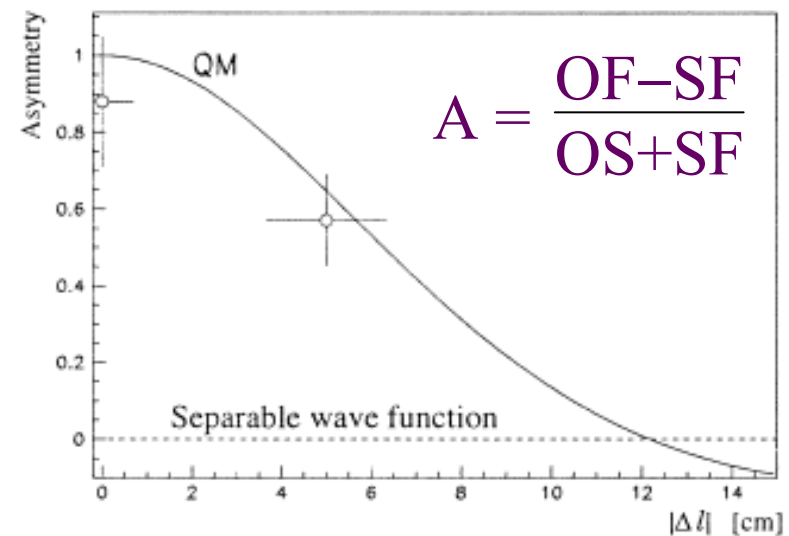 Asymmetry
1
0.8
0.6
0.4
0.2
0
QM
A = OF–SF
OS+SF
Separable wave function
0 2 4 6 8 10 12 14
|Δl| [cm]